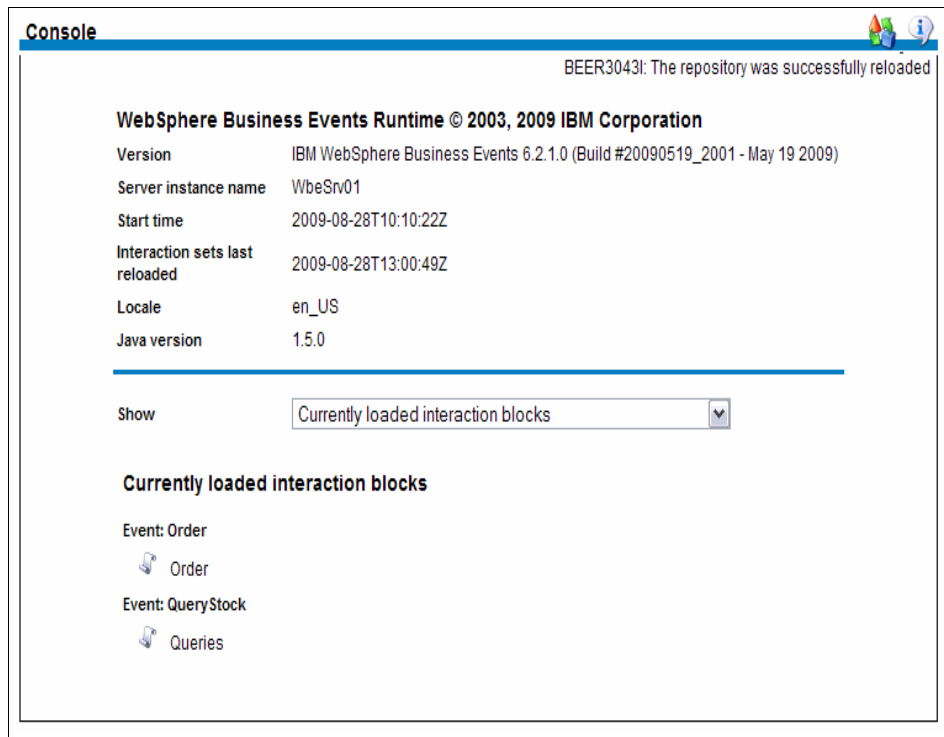 Console
BEER3043I: The repository was successfully reloaded
WebSphere Business Events Runtime © 2003, 2009 IBM Corporation
Version IBM WebSphere Business Events 6.2.1.0 (Build #20090519_2001 - May 19 2009)
Server instance name WbeSrv01
Start time 2009-08-28T10:10:22Z
Interaction sets last
reloaded 2009-08-28T13:00:49Z
Locale en_US
Java version 1.5.0
Show Currently loaded interaction blocks
Currently loaded interaction blocks
Event: Order
Order
Event: QueryStock
Queries